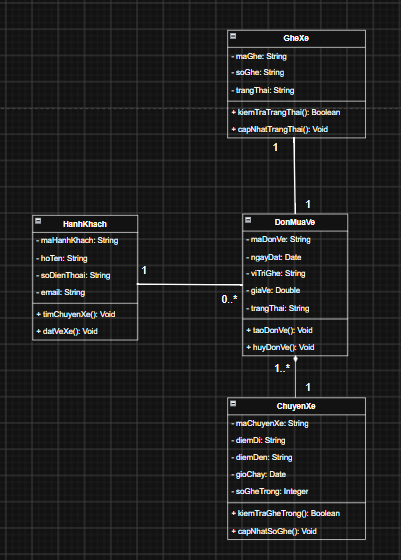 GheXe
- maGhe: String
- soGhe: String
- trangThai: String
+ kiemTraTrangThai(): Boolean
+ capNhatTrangThai(): Void
1
1
HanhKhach
- maHanhKhach: String
- hoTen: String
- soDienThoai: String
- email: String
+ timChuyenXe(): Void
+ datVeXe(): Void
1
0..*
DonMuaVe
- maDonVe: String
- ngayDat: Date
- viTriGhe: String
- giaVe: Double
- trangThai: String
+ taoDonVe(): Void
+ huyDonVe(): Void
1..*
1
ChuyenXe
- maChuyenXe: String
- diemDi: String
- diemDen: String
- gioChay: Date
- soGheTrong: Integer
+ kiemTraGheTrong(): Boolean
+ capNhatSoGhe(): Void